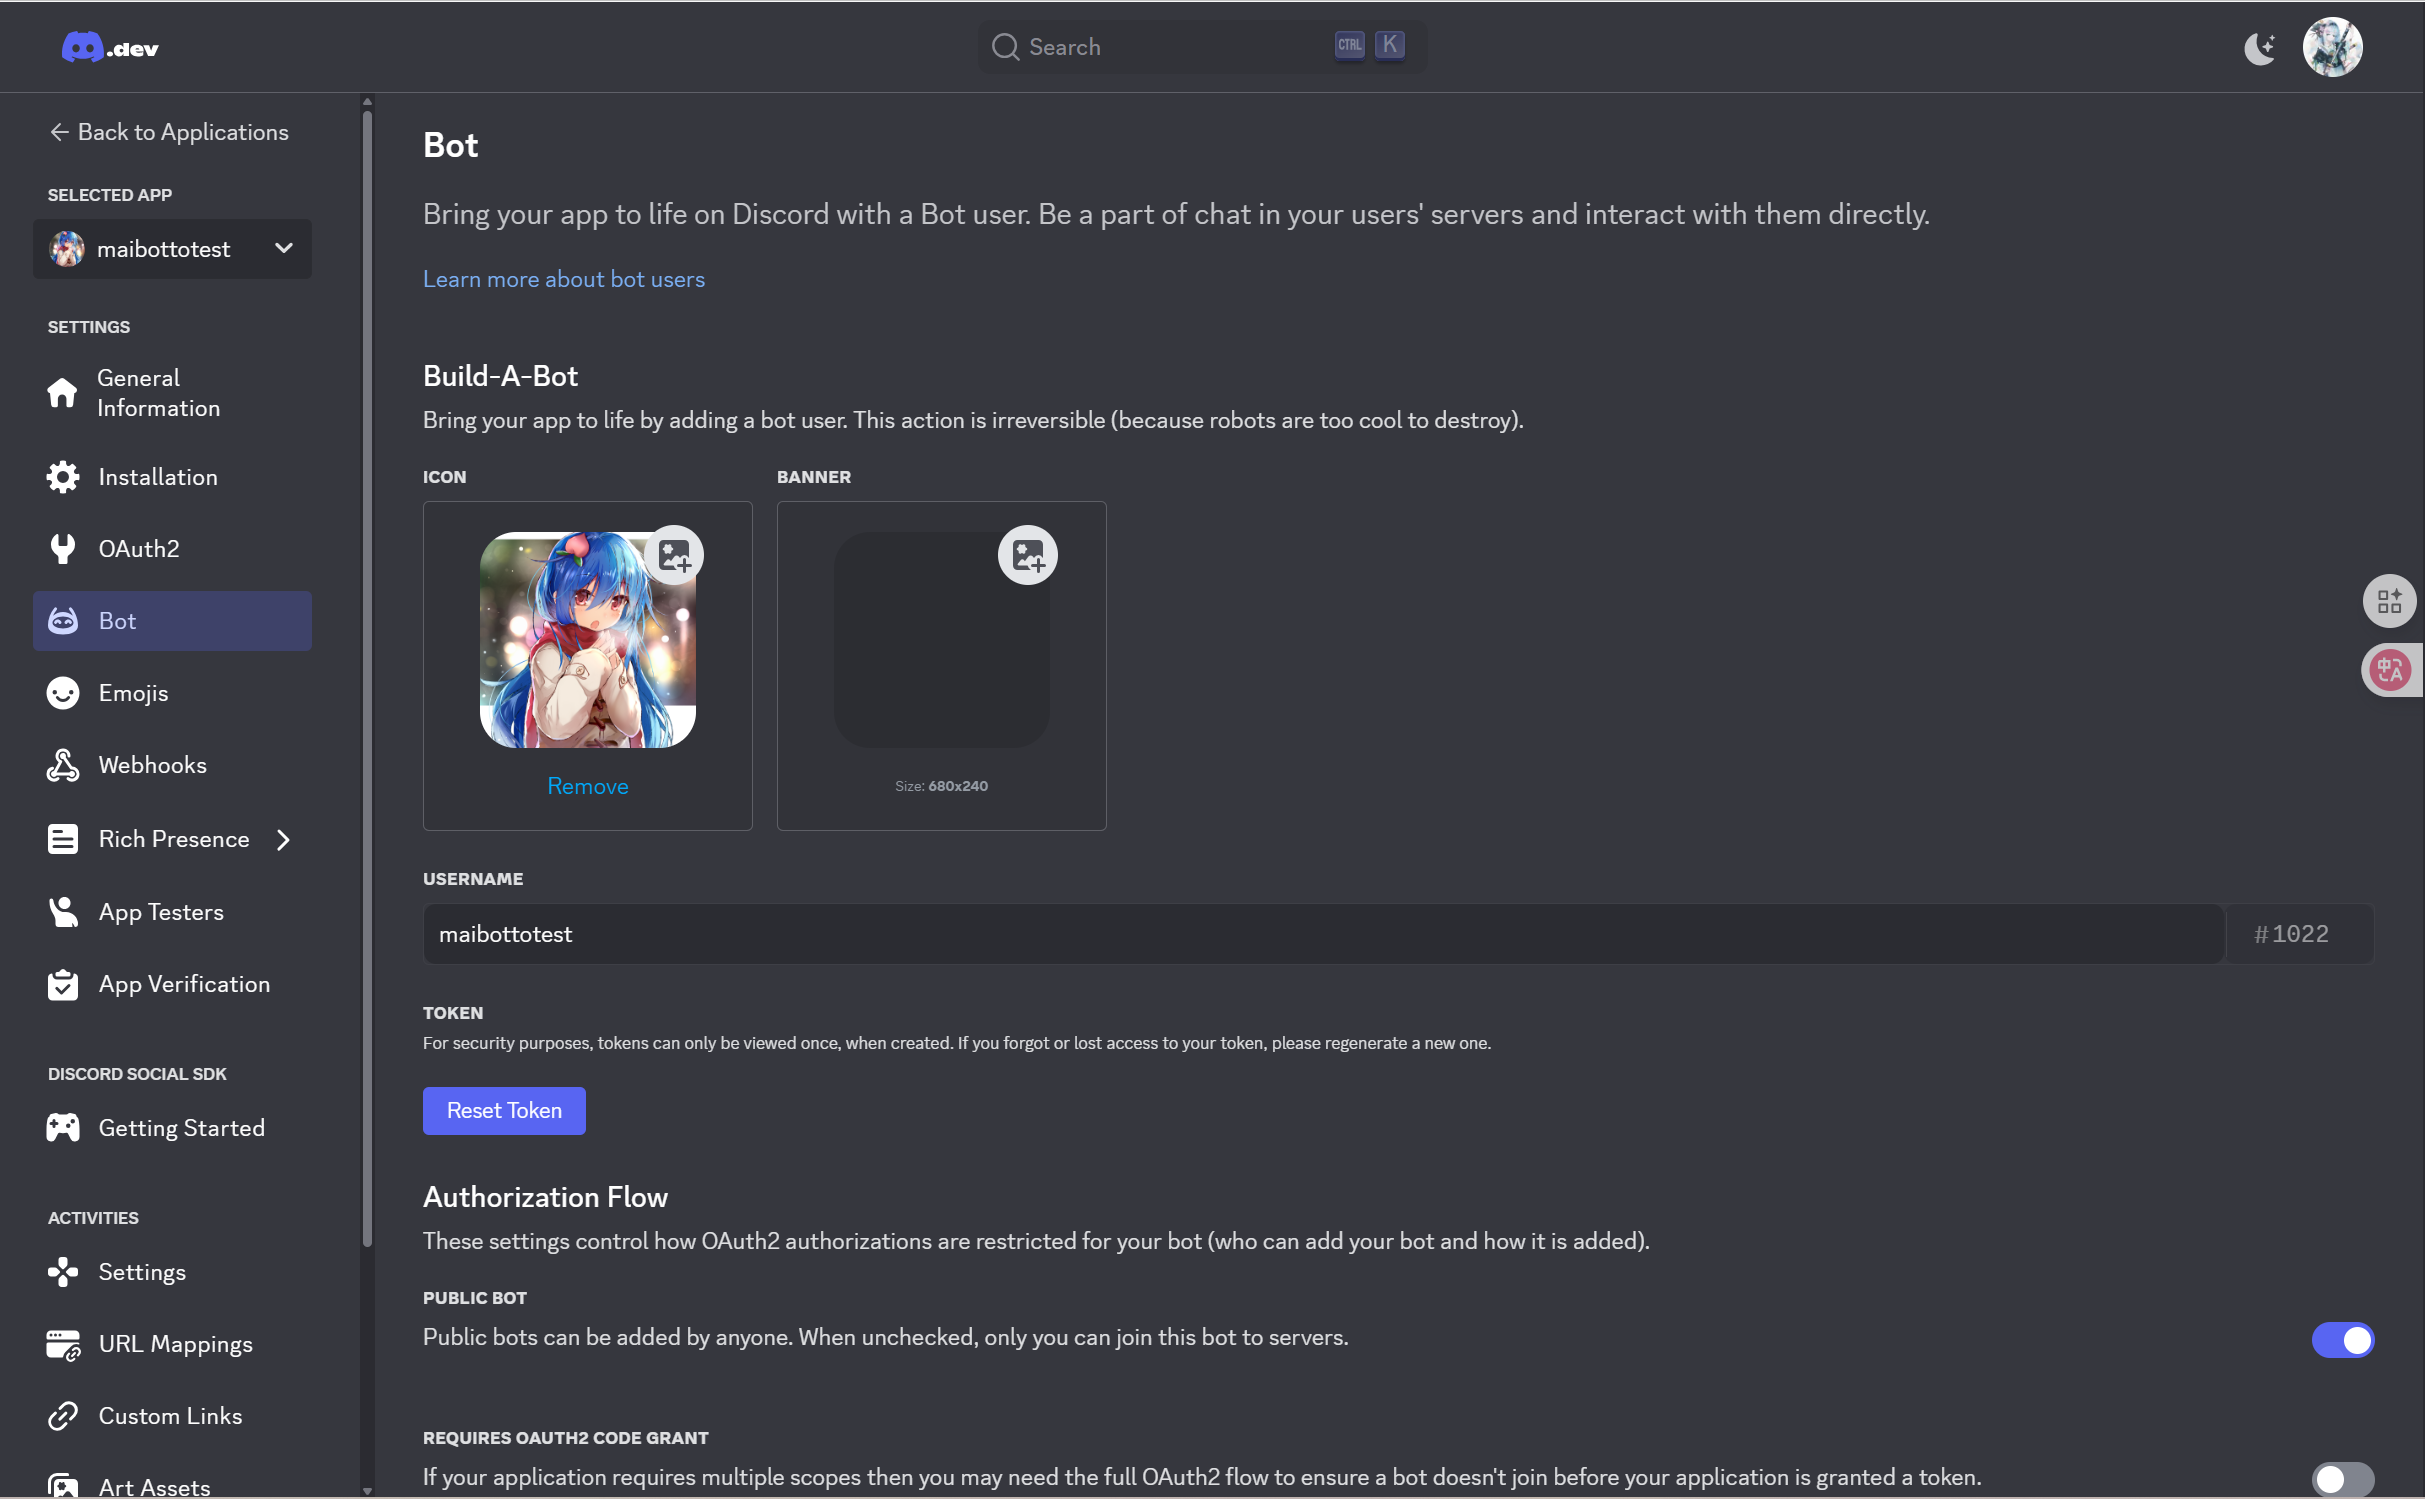 .dev
Search
CTRL K
Back to Applications
SELECTED APP
maibottotest
SETTINGS
General
Information
Installation
OAuth2
Bot
Emojis
Webhooks
Rich Presence
App Testers
App Verification
DISCORD SOCIAL SDK
Getting Started
ACTIVITIES
Settings
URL Mappings
Custom Links
Art Assets
Bot
Bring your app to life on Discord with a Bot user. Be a part of chat in your users' servers and interact with them directly.
Learn more about bot users
Build-A-Bot
Bring your app to life by adding a bot user. This action is irreversible (because robots are too cool to destroy).
ICON
BANNER
Remove
Size: 680x240
USERNAME
maibottotest
#1022
TOKEN
For security purposes, tokens can only be viewed once, when created. If you forgot or lost access to your token, please regenerate a new one.
Reset Token
Authorization Flow
These settings control how OAuth2 authorizations are restricted for your bot (who can add your bot and how it is added).
PUBLIC BOT
Public bots can be added by anyone. When unchecked, only you can join this bot to servers.
REQUIRES OAUTH2 CODE GRANT
If your application requires multiple scopes then you may need the full OAuth2 flow to ensure a bot doesn't join before your application is granted a token.
中A